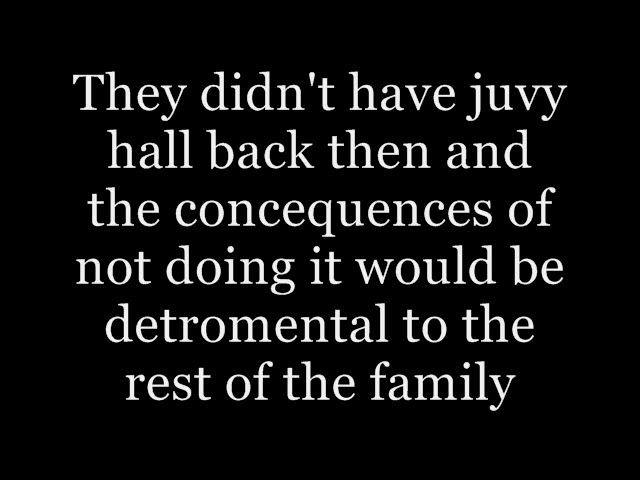 They didn't have juvy
hall back then and
the concequences of
not doing it would be
detromental to the
rest of the family